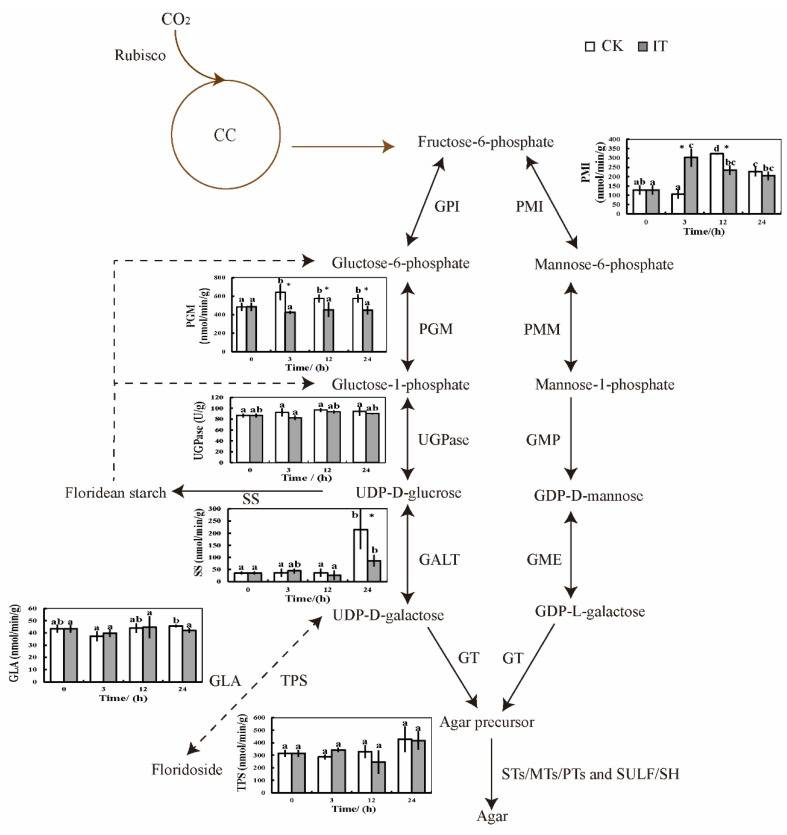 CO₂
Rubisco
CC
CK IT
Fructose-6-phosphate
PMI
(nmol/min/g)
400
350
300
250
200
150
100
50
0
ab a
a * c
d * bc
c bc
0 3 12 24
Time/(h)
GPI PMI
Glucose-6-phosphate Mannose-6-phosphate
PGM
(nmol/min/g)
800
600
400
200
0
a a
b * a
b * a
b * a
0 3 12 24
Time/ (h)
PGM PMM
Glucose-1-phosphate Mannose-1-phosphate
UGPase (U/g)
120
100
80
60
40
20
0
a ab
a a
a ab
a ab
0 3 12 24
Time / (h)
UGPase GMP
Floridean starch SS UDP-D-glucose GDP-D-mannose
SS (nmol/min/g)
300
250
200
150
100
50
0
a a
a ab
a a
b * b
0 3 12 24
Time/(h)
GALT GME
UDP-D-galactose GDP-L-galactose
GLA (nmol/min/g)
60
50
40
30
20
10
0
ab a
a a
ab a
b a
0 3 12 24
Time/ (h)
GLA TPS
GT GT
Agar precursor
Floridoside
TPS (nmol/min/g)
600
500
400
300
200
100
0
a a
a a
a a
a a
0 3 12 24
Time/ (h)
STs/MTs/PTs and SULF/SH
Agar